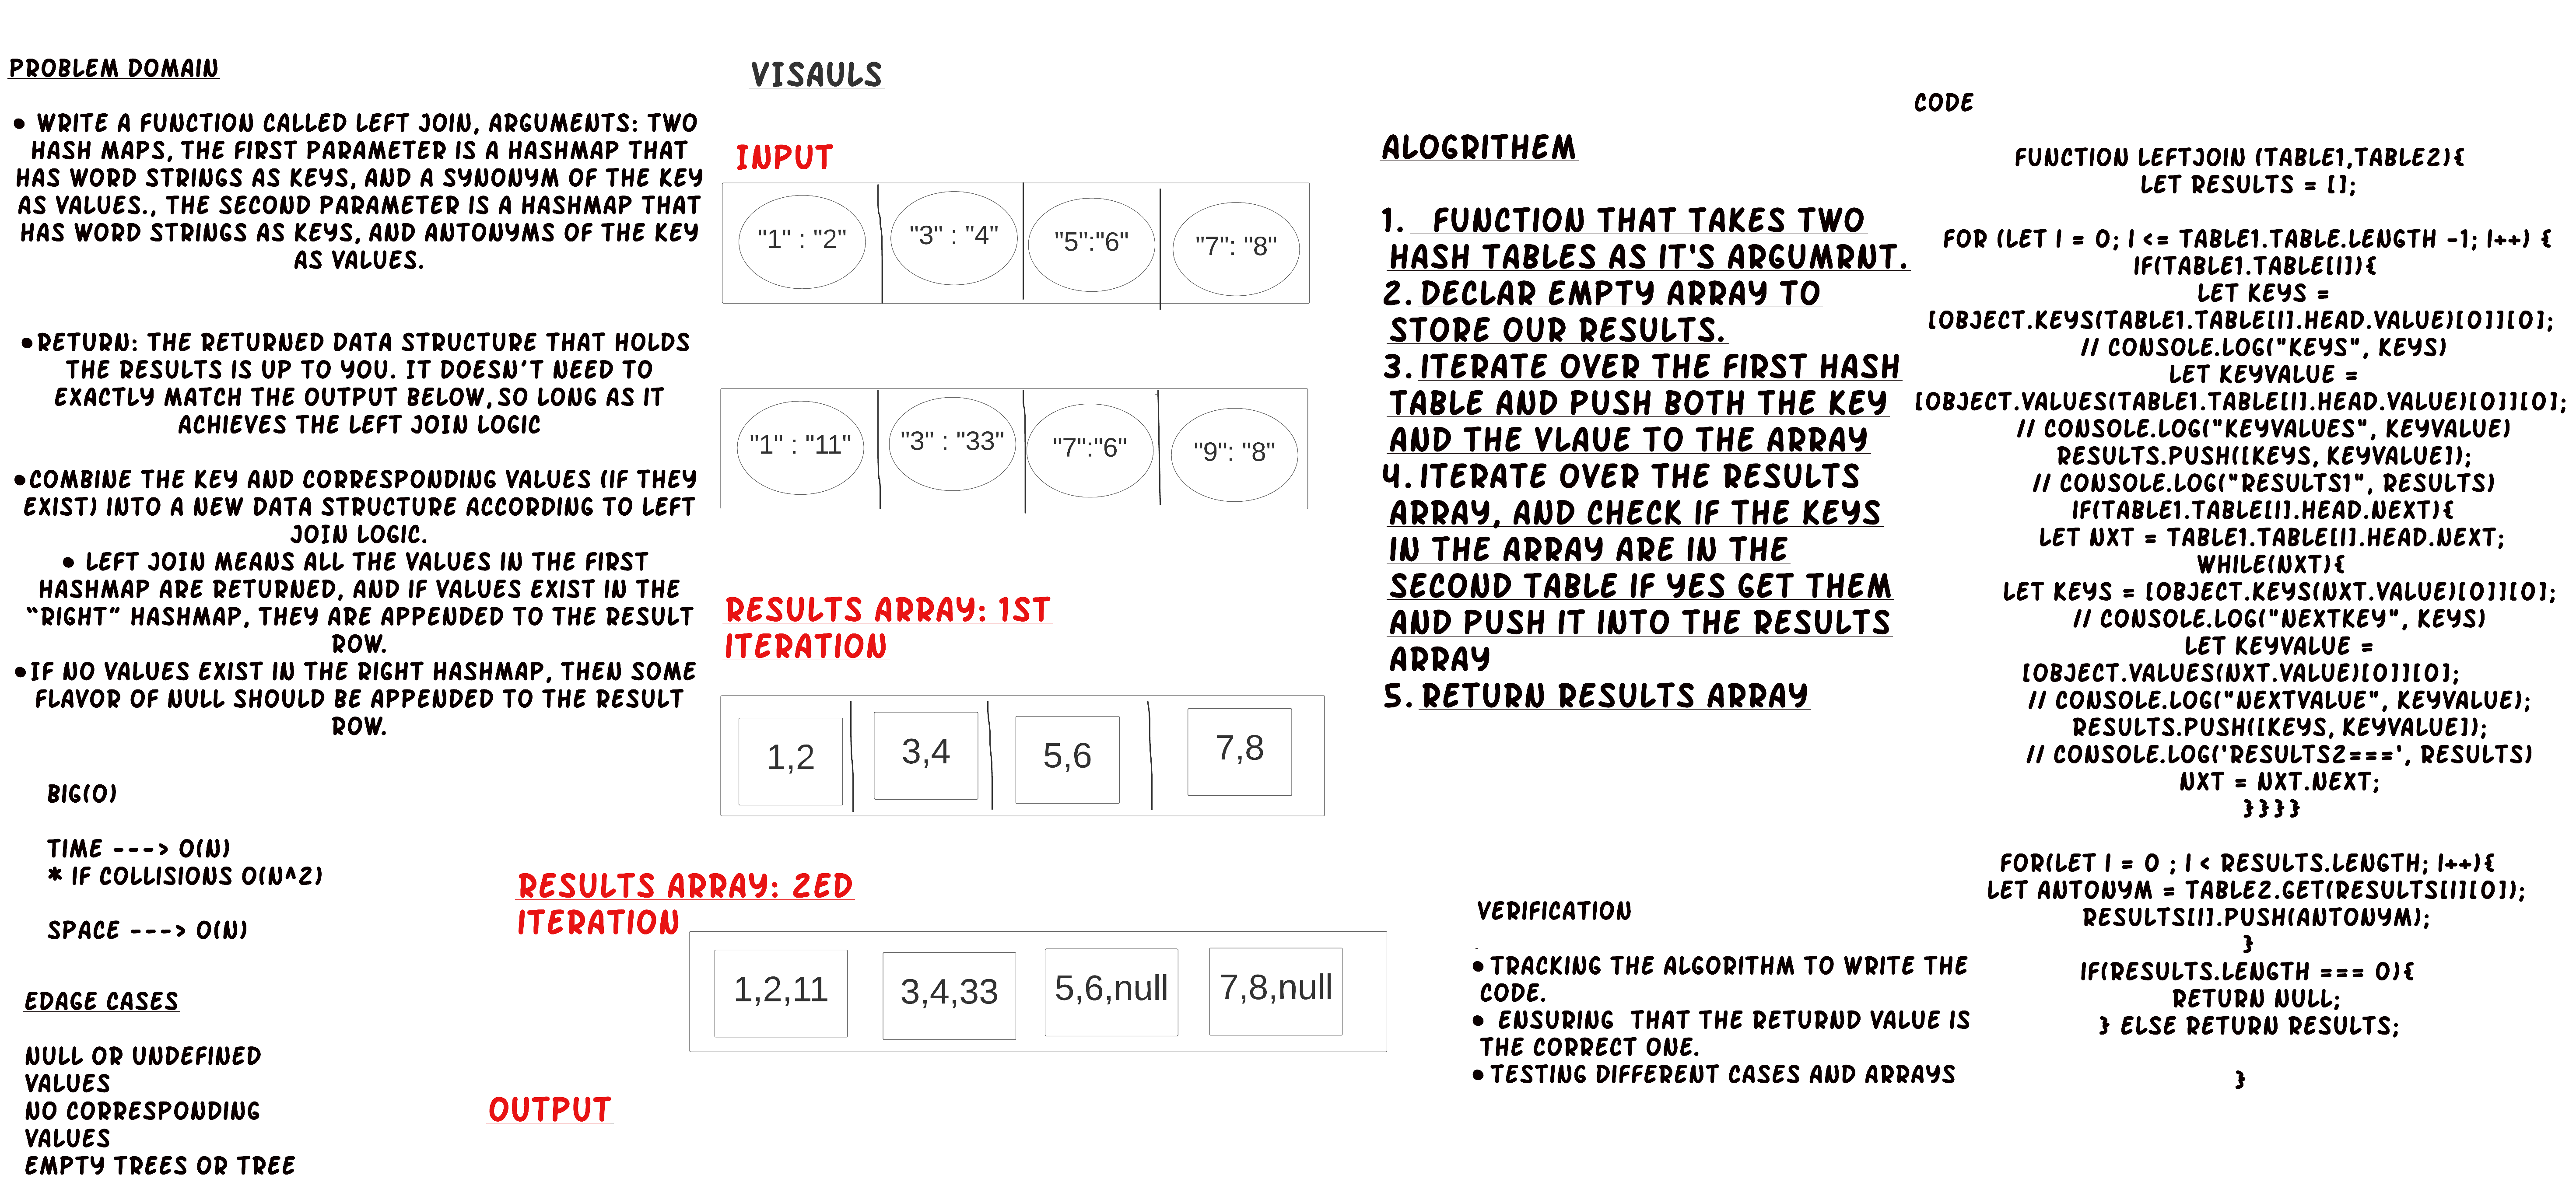 PROBLEM DOMAIN
• WRITE A FUNCTION CALLED LEFT JOIN, ARGUMENTS: TWO
HASH MAPS, THE FIRST PARAMETER IS A HASHMAP THAT
HAS WORD STRINGS AS KEYS, AND A SYNONYM OF THE KEY
AS VALUES., THE SECOND PARAMETER IS A HASHMAP THAT
HAS WORD STRINGS AS KEYS, AND ANTONYMS OF THE KEY
AS VALUES.
•RETURN: THE RETURNED DATA STRUCTURE THAT HOLDS
THE RESULTS IS UP TO YOU. IT DOESN'T NEED TO
EXACTLY MATCH THE OUTPUT BELOW, SO LONG AS IT
ACHIEVES THE LEFT JOIN LOGIC
•COMBINE THE KEY AND CORRESPONDING VALUES (IF THEY
EXIST) INTO A NEW DATA STRUCTURE ACCORDING TO LEFT
JOIN LOGIC.
• LEFT JOIN MEANS ALL THE VALUES IN THE FIRST
HASHMAP ARE RETURNED, AND IF VALUES EXIST IN THE
“RIGHT” HASHMAP, THEY ARE APPENDED TO THE RESULT
ROW.
•IF NO VALUES EXIST IN THE RIGHT HASHMAP, THEN SOME
FLAVOR OF NULL SHOULD BE APPENDED TO THE RESULT
ROW.
BIG(O)
TIME ---> O(N)
* IF COLLISIONS O(N^2)
SPACE ---> O(N)
EDAGE CASES
NULL OR UNDEFINED
VALUES
NO CORRESPONDING
VALUES
EMPTY TREES OR TREE
VISAULS
INPUT
"1" : "2"
"3" : "4"
"5":"6"
"7": "8"
"1" : "11"
"3" : "33"
"7":"6"
"9": "8"
RESULTS ARRAY: 1ST
ITERATION
1,2
3,4
5,6
7,8
RESULTS ARRAY: 2ED
ITERATION
1,2,11
3,4,33
5,6,null
7,8,null
OUTPUT
ALOGRITHEM
1. FUNCTION THAT TAKES TWO
HASH TABLES AS IT'S ARGUMRNT.
2. DECLAR EMPTY ARRAY TO
STORE OUR RESULTS.
3. ITERATE OVER THE FIRST HASH
TABLE AND PUSH BOTH THE KEY
AND THE VLAUE TO THE ARRAY
4. ITERATE OVER THE RESULTS
ARRAY, AND CHECK IF THE KEYS
IN THE ARRAY ARE IN THE
SECOND TABLE IF YES GET THEM
AND PUSH IT INTO THE RESULTS
ARRAY
5. RETURN RESULTS ARRAY
VERIFICATION
•TRACKING THE ALGORITHM TO WRITE THE
CODE.
• ENSURING THAT THE RETURND VALUE IS
THE CORRECT ONE.
•TESTING DIFFERENT CASES AND ARRAYS
CODE
FUNCTION LEFTJOIN (TABLE1,TABLE2){
LET RESULTS = [];
FOR (LET I = 0; I <= TABLE1.TABLE.LENGTH -1; I++) {
IF(TABLE1.TABLE[I]){
LET KEYS =
[OBJECT.KEYS(TABLE1.TABLE[I].HEAD.VALUE)[0]][0];
// CONSOLE.LOG("KEYS", KEYS)
LET KEYVALUE =
[OBJECT.VALUES(TABLE1.TABLE[I].HEAD.VALUE)[0]][0];
// CONSOLE.LOG("KEYVALUES", KEYVALUE)
RESULTS.PUSH([KEYS, KEYVALUE]);
// CONSOLE.LOG("RESULTS1", RESULTS)
IF(TABLE1.TABLE[I].HEAD.NEXT){
LET NXT = TABLE1.TABLE[I].HEAD.NEXT;
WHILE(NXT){
LET KEYS = [OBJECT.KEYS(NXT.VALUE)[0]][0];
// CONSOLE.LOG("NEXTKEY", KEYS)
LET KEYVALUE =
[OBJECT.VALUES(NXT.VALUE)[0]][0];
// CONSOLE.LOG("NEXTVALUE", KEYVALUE);
RESULTS.PUSH([KEYS, KEYVALUE]);
// CONSOLE.LOG('RESULTS2===', RESULTS)
NXT = NXT.NEXT;
}}}}
FOR(LET I = 0 ; I < RESULTS.LENGTH; I++){
LET ANTONYM = TABLE2.GET(RESULTS[I][0]);
RESULTS[I].PUSH(ANTONYM);
}
IF(RESULTS.LENGTH === 0){
RETURN NULL;
} ELSE RETURN RESULTS;
}